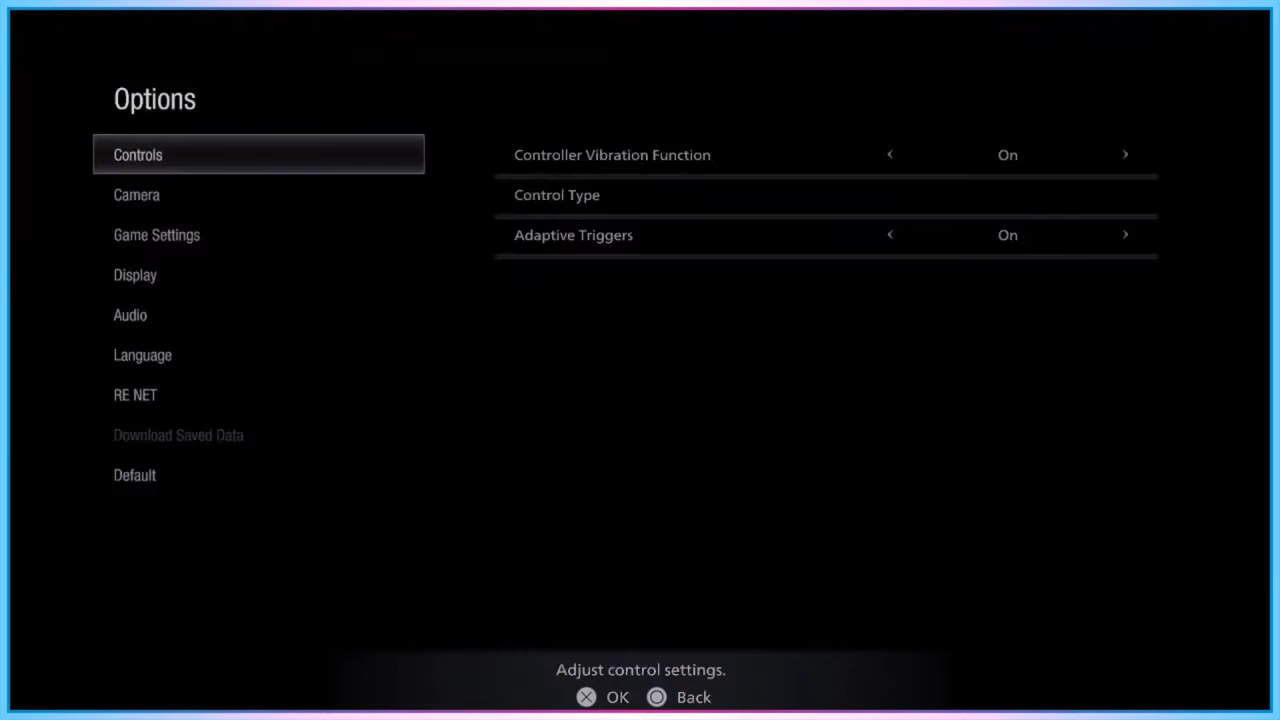 Options
Controls
Controller Vibration Function On
Camera
Control Type
Game Settings
Adaptive Triggers On
Display
Audio
Language
RE NET
Download Saved Data
Default
Adjust control settings.
OK Back